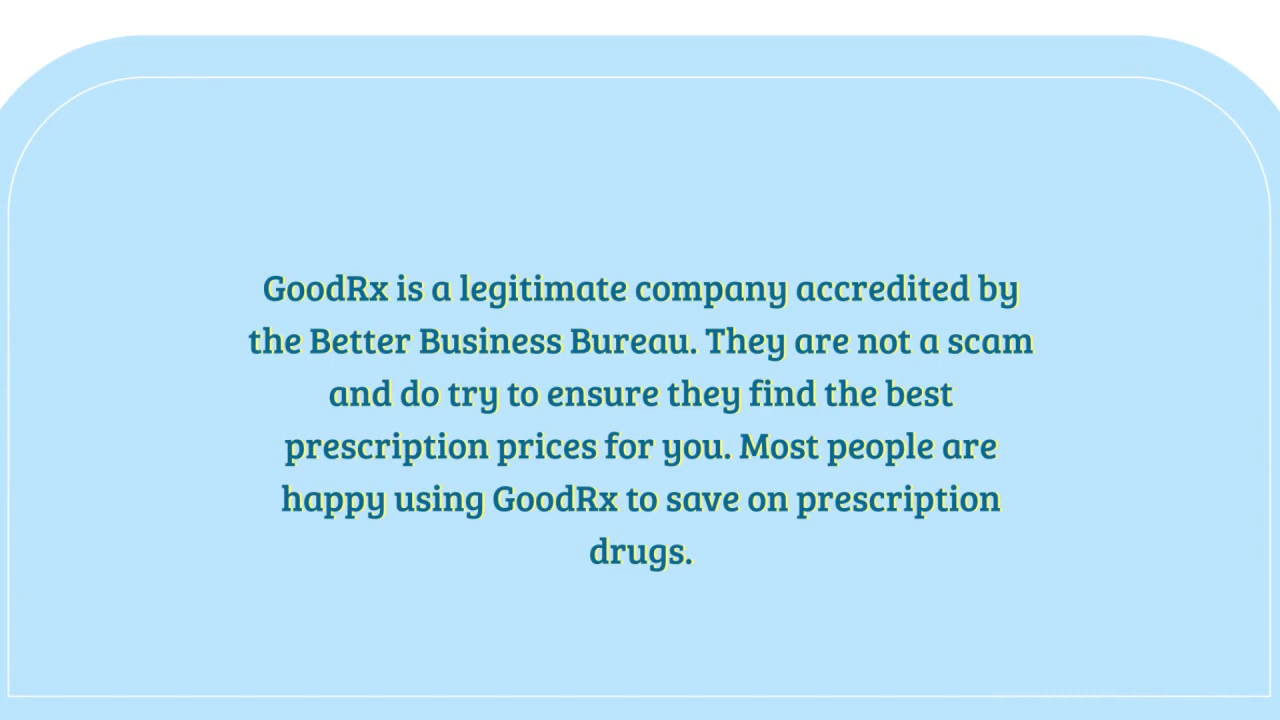 GoodRx is a legitimate company accredited by
the Better Business Bureau. They are not a scam
and do try to ensure they find the best
prescription prices for you. Most people are
happy using GoodRx to save on prescription
drugs.